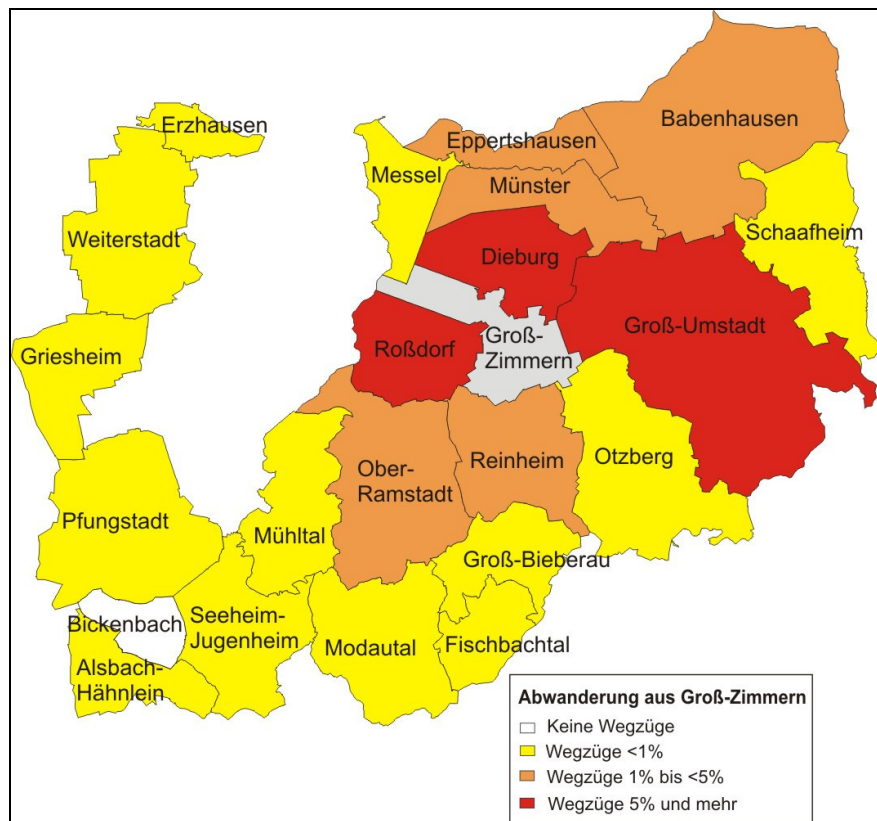 Erzhausen
Babenhausen
Eppertshausen
Messel
Münster
Schaafheim
Weiterstadt
Dieburg
Groß-Umstadt
Griesheim
Roßdorf
Groß-
Zimmern
Ober-
Ramstadt
Reinheim
Otzberg
Pfungstadt
Mühltal
Groß-Bieberau
Bickenbach
Seeheim-
Jugenheim
Modautal
Fischbachtal
Alsbach-
Hähnlein
Abwanderung aus Groß-Zimmern
Keine Wegzüge
Wegzüge <1%
Wegzüge 1% bis <5%
Wegzüge 5% und mehr